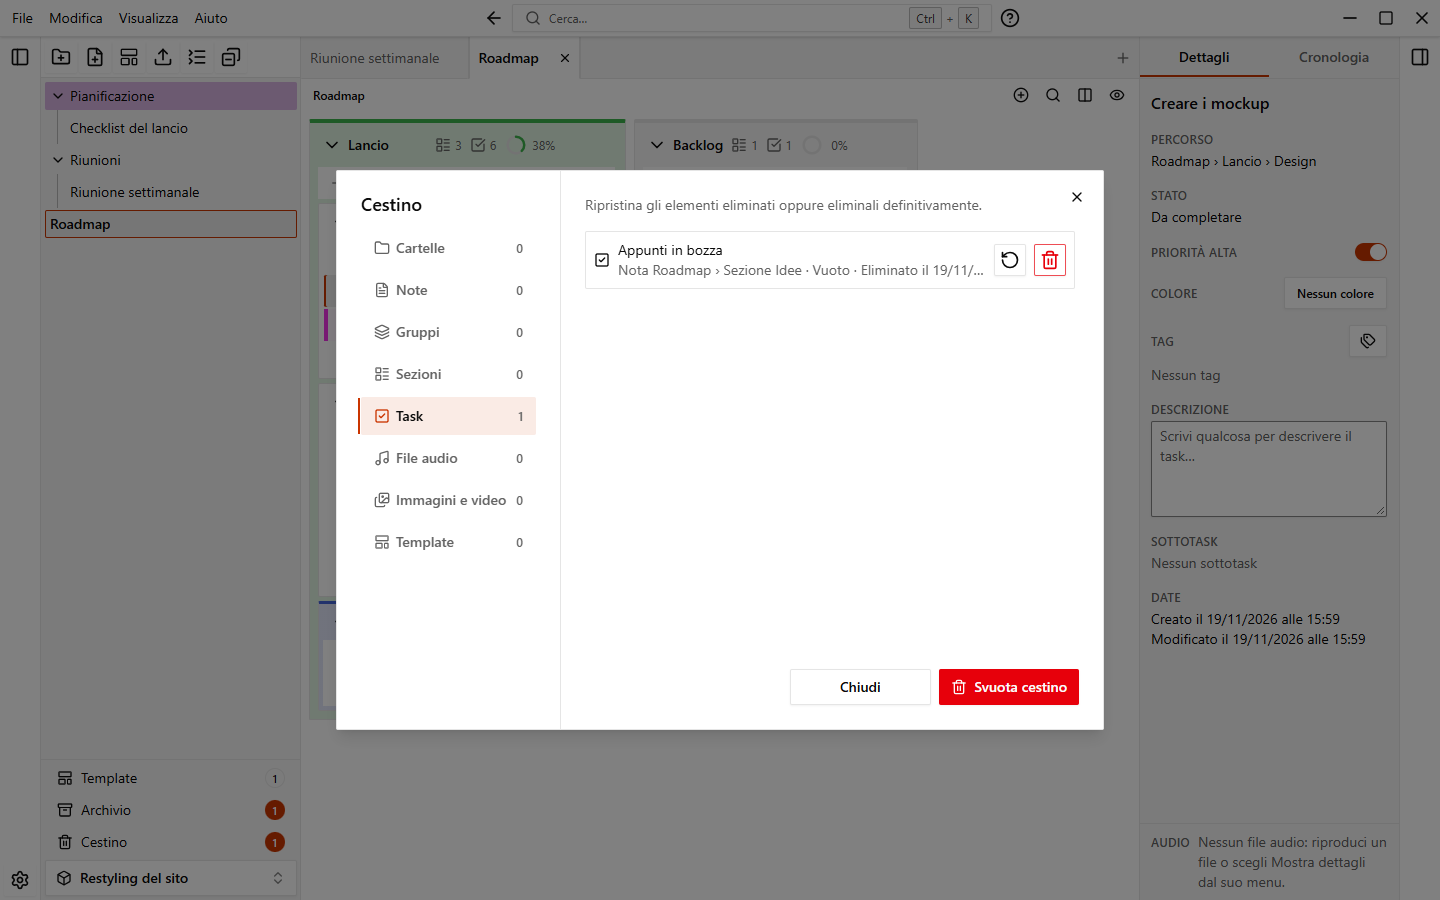 File Modifica Visualizza Aiuto
Cerca... Ctrl + K
Pianificazione
Checklist del lancio
Riunioni
Riunione settimanale
Roadmap
Riunione settimanale Roadmap
Roadmap
Lancio 3 6 38%
Backlog 1 1 0%
Cestino
Cartelle 0
Note 0
Gruppi 0
Sezioni 0
Task 1
File audio 0
Immagini e video 0
Template 0
Ripristina gli elementi eliminati oppure eliminali definitivamente.
Appunti in bozza
Nota Roadmap › Sezione Idee · Vuoto · Eliminato il 19/11/...
Chiudi Svuota cestino
Dettagli Cronologia
Creare i mockup
PERCORSO
Roadmap › Lancio › Design
STATO
Da completare
PRIORITÀ ALTA
COLORE Nessun colore
TAG
Nessun tag
DESCRIZIONE
Scrivi qualcosa per descrivere il
task...
SOTTOTASK
Nessun sottotask
DATE
Creato il 19/11/2026 alle 15:59
Modificato il 19/11/2026 alle 15:59
AUDIO Nessun file audio: riproduci un
file o scegli Mostra dettagli
dal suo menu.
Template 1
Archivio 1
Cestino 1
Restyling del sito